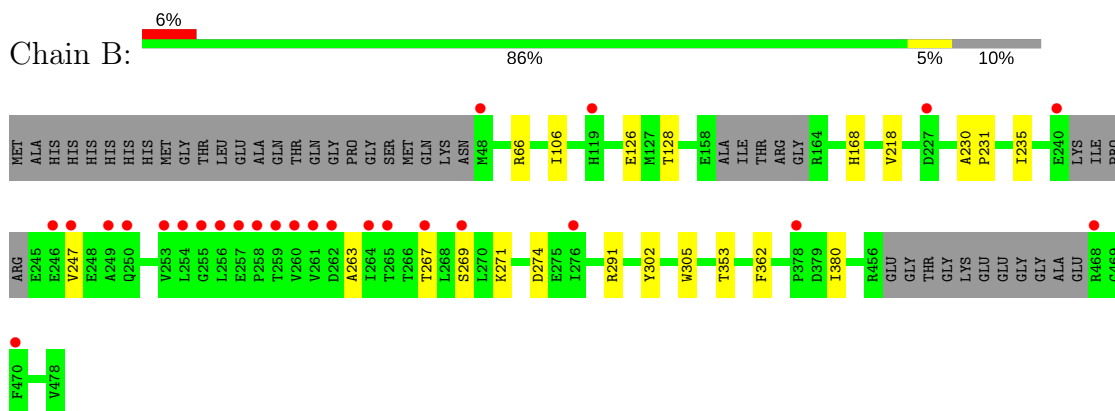 6%
Chain B:
86% 5% 10%
MET ALA HIS HIS HIS HIS HIS HIS MET GLY THR LEU GLU ALA GLN THR GLN GLY PRO GLY SER MET GLN LYS ASN M48 R66 I106 H119 E126 M127 T128 E158 ALA ILE THR ARG GLY R164 H168 V218 D227 A230 P231 I235 E240 LYS ILE PRO
ARG E245 E246 V247 E248 A249 Q250 V253 L254 G255 L256 E257 P258 T259 V260 V261 D262 A263 I264 T265 T266 T267 L268 S269 L270 K271 D274 E275 I276 R291 Y302 W305 T353 F362 P378 D379 I380 R456 GLU GLY THR GLY LYS GLU GLU GLY GLY ALA GLU R468 C469
F470 V478